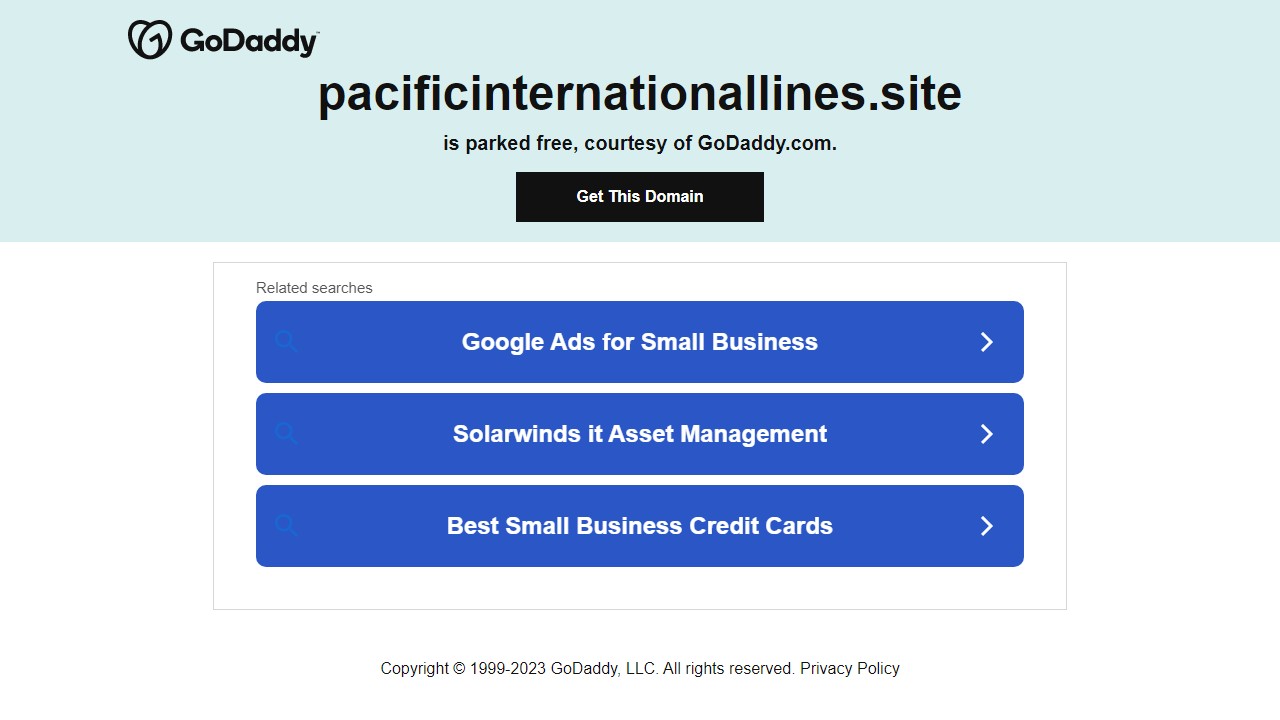 GoDaddy™
pacificinternationallines.site
is parked free, courtesy of GoDaddy.com.
Get This Domain
Related searches
Google Ads for Small Business
Solarwinds it Asset Management
Best Small Business Credit Cards
Copyright © 1999-2023 GoDaddy, LLC. All rights reserved. Privacy Policy